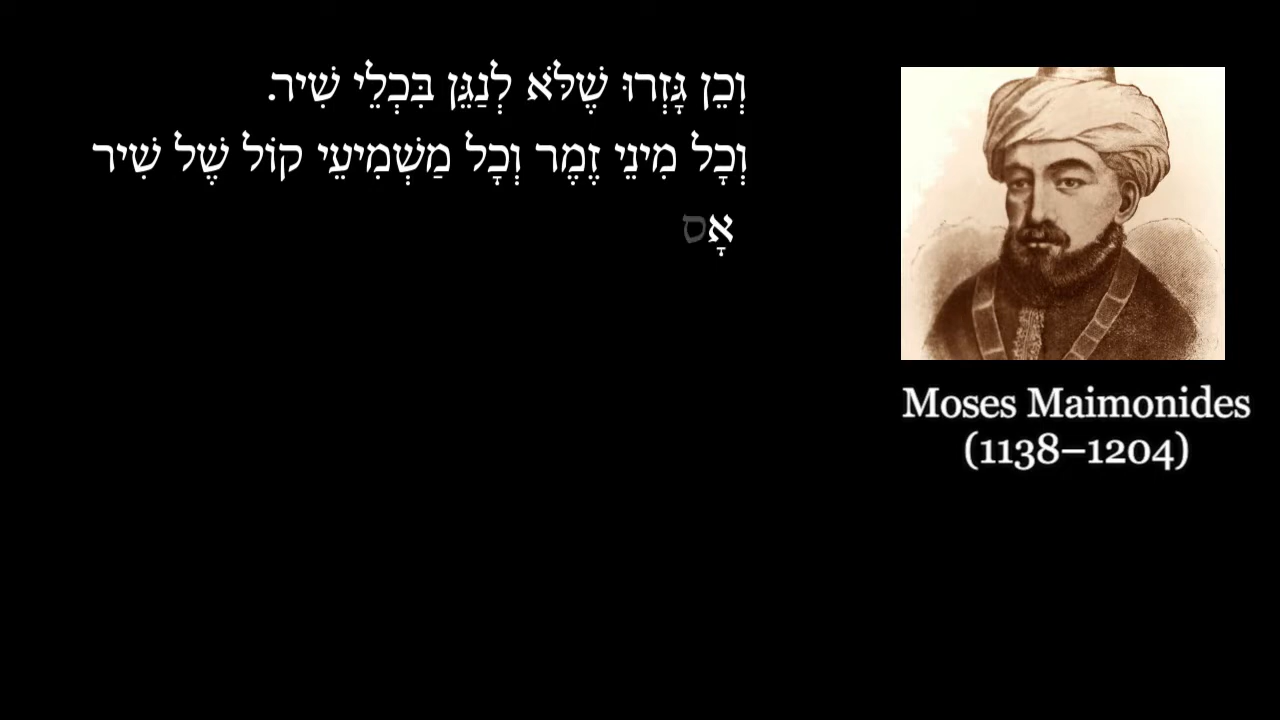 וְכֵן גָּזְרוּ שֶׁלֹּא לְנַגֵּן בִּכְלֵי שִׁיר.
וְכָל מִינֵי זֶמֶר וְכָל מַשְׁמִיעֵי קוֹל שֶׁל שִׁיר
אָס
Moses Maimonides
(1138–1204)